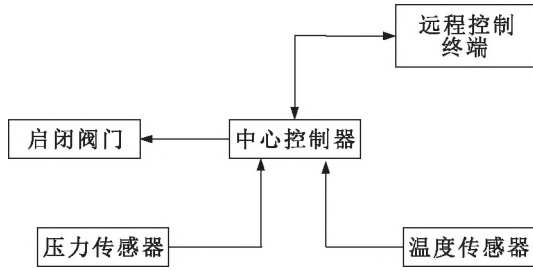 远程控制
终端
启闭阀门
中心控制器
压力传感器
温度传感器